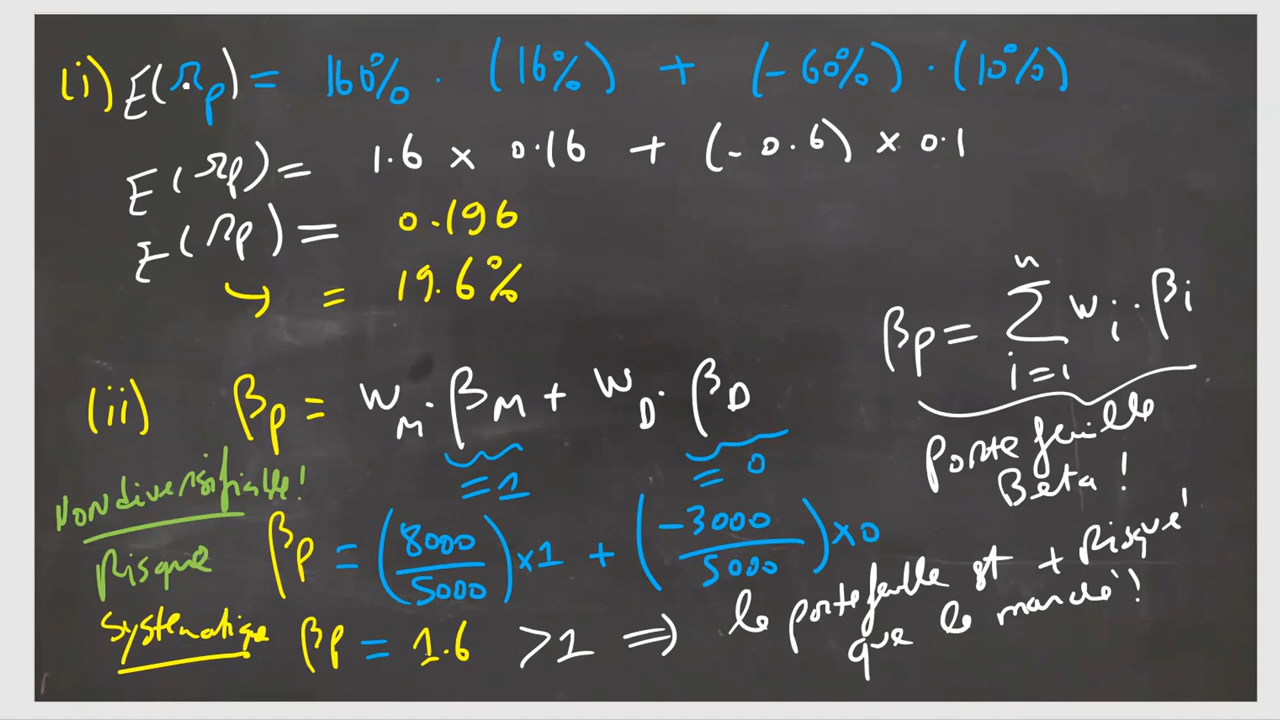 (i) E(rp) = 160% · (16%) + (-60%) · (10%)
E(rp) = 1.6 x 0.16 + (-0.6) x 0.1
E(rp) = 0.196
↪ = 19.6%
βp = Σ wi · βi
n
i=1
Portefeuille
Beta !
(ii) βp = WM · βM + WD · βD
= 1
= 0
Non diversifiable !
Risque
Systématique
βp = (8000/5000) x 1 + (-3000/5000) x 0
βp = 1.6 > 1 ⇒ le portefeuille est + Risqué
que le marché !